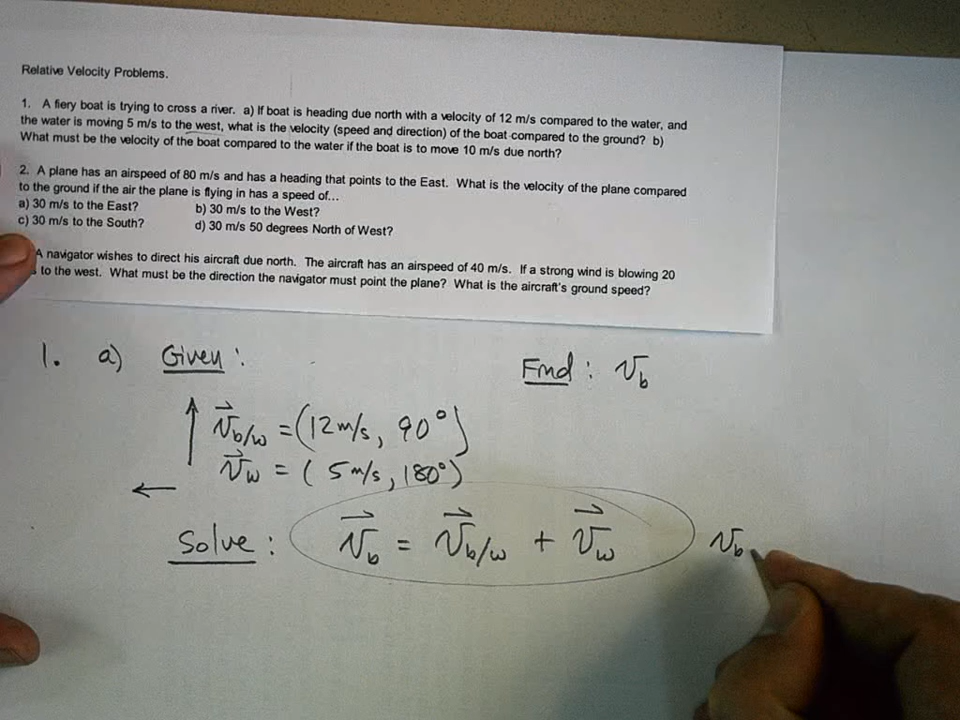 Relative Velocity Problems.
1. A fiery boat is trying to cross a river. a) If boat is heading due north with a velocity of 12 m/s compared to the water, and
the water is moving 5 m/s to the west, what is the velocity (speed and direction) of the boat compared to the ground? b)
What must be the velocity of the boat compared to the water if the boat is to move 10 m/s due north?
2. A plane has an airspeed of 80 m/s and has a heading that points to the East. What is the velocity of the plane compared
to the ground if the air the plane is flying in has a speed of...
a) 30 m/s to the East? b) 30 m/s to the West?
c) 30 m/s to the South? d) 30 m/s 50 degrees North of West?
A navigator wishes to direct his aircraft due north. The aircraft has an airspeed of 40 m/s. If a strong wind is blowing 20
to the west. What must be the direction the navigator must point the plane? What is the aircraft's ground speed?
1. a) Given: Find: v_b
↑ v⃗_b/w = (12 m/s, 90°)
← v⃗_w = (5 m/s, 180°)
Solve: v⃗_b = v⃗_b/w + v⃗_w v_b